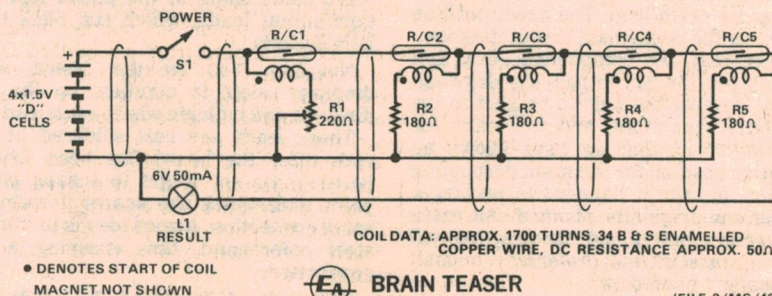 POWER
S1
R/C1
R/C2
R/C3
R/C4
R/C5
+
4x1.5V
"D"
CELLS
R1
220Ω
R2
180Ω
R3
180Ω
R4
180Ω
R5
180Ω
6V 50mA
L1
RESULT
COIL DATA: APPROX. 1700 TURNS, 34 B & S ENAMELLED
COPPER WIRE, DC RESISTANCE APPROX. 50Ω
● DENOTES START OF COIL
MAGNET NOT SHOWN
EA BRAIN TEASER